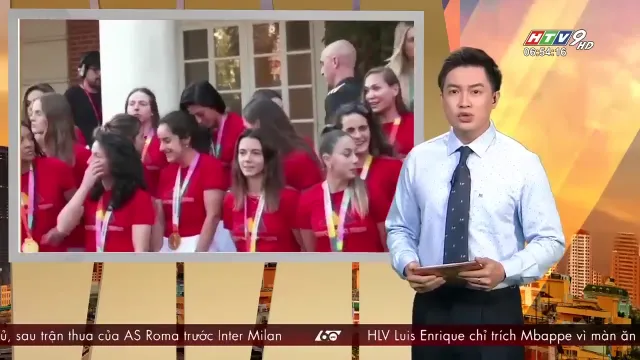 HTV9 HD
06:54:16
ủ, sau trận thua của AS Roma trước Inter Milan 60 HLV Luis Enrique chỉ trích Mbappe vì màn ăn